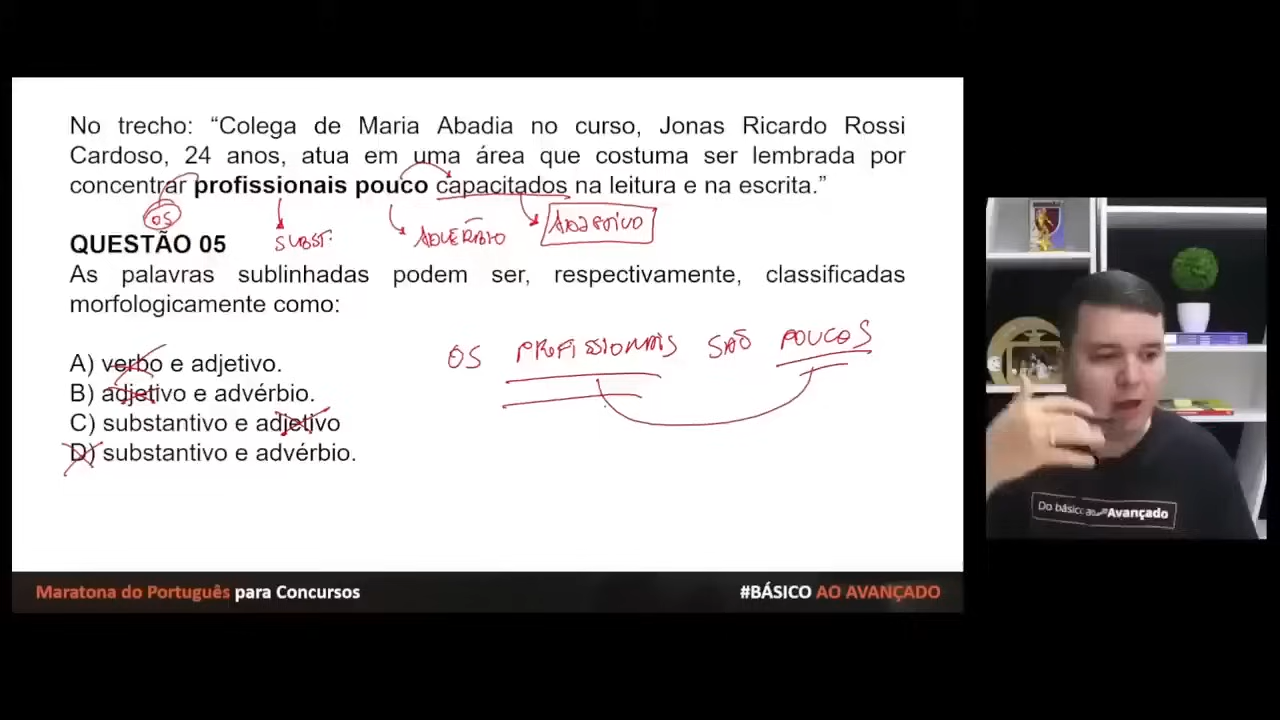 No trecho: “Colega de Maria Abadia no curso, Jonas Ricardo Rossi
Cardoso, 24 anos, atua em uma área que costuma ser lembrada por
concentrar profissionais pouco capacitados na leitura e na escrita.”
OS
SUBST.
ADVÉRBIO
ADJETIVO
QUESTÃO 05
As palavras sublinhadas podem ser, respectivamente, classificadas
morfologicamente como:
OS PROFISSIONAIS SÃO POUCOS
A) verbo e adjetivo.
B) adjetivo e advérbio.
C) substantivo e adjetivo
D) substantivo e advérbio.
Do básico ao Avançado
Maratona do Português para Concursos
#BÁSICO AO AVANÇADO